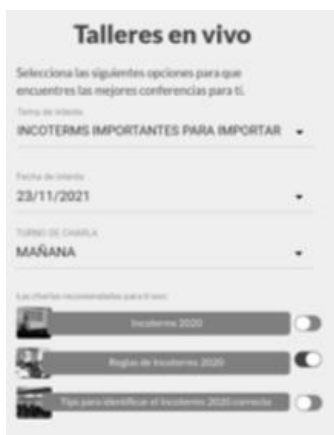 Talleres en vivo
Selecciona las siguientes opciones para que
encuentres las mejores conferencias para ti.
Tema de interés
INCOTERMS IMPORTANTES PARA IMPORTAR
Fecha de interés
23/11/2021
TURNO DE CHARLA
MAÑANA
Las charlas recomendadas para ti son:
Incoterms 2020
Reglas de Incoterms 2020
Tips para identificar el Incoterms 2020 correcto